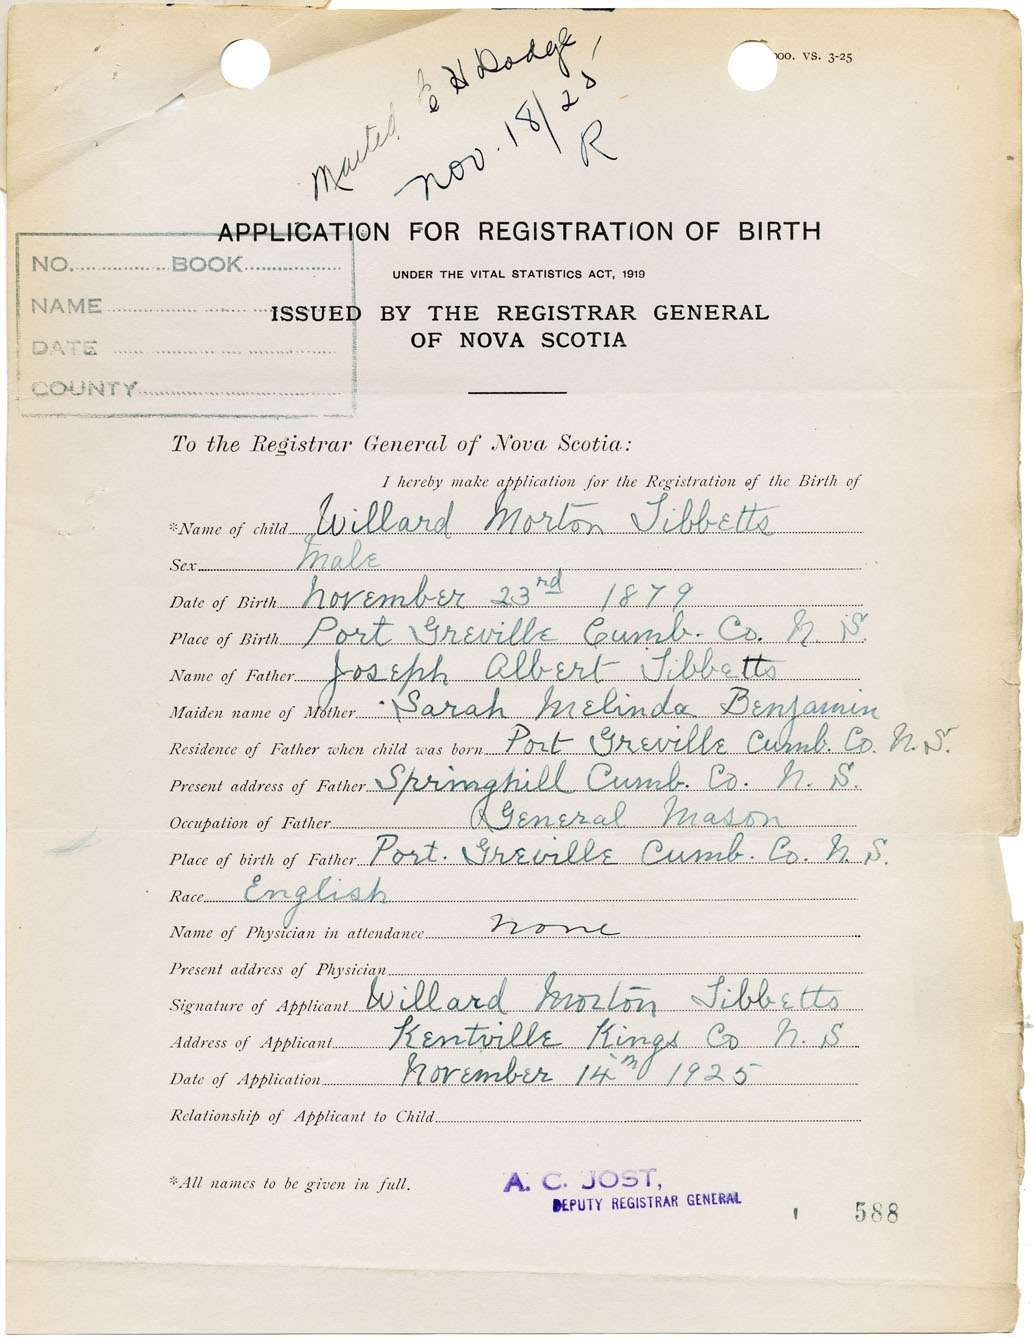 Mailed E H Dodge,
Nov. 18/25
R
00. VS. 3-25
APPLICATION FOR REGISTRATION OF BIRTH
UNDER THE VITAL STATISTICS ACT, 1919
ISSUED BY THE REGISTRAR GENERAL
OF NOVA SCOTIA
NO. BOOK
NAME
DATE
COUNTY
To the Registrar General of Nova Scotia:
I hereby make application for the Registration of the Birth of
*Name of child Willard Morton Tibbetts
Sex Male
Date of Birth November 23rd 1879
Place of Birth Port Greville Cumb. Co. N. S.
Name of Father Joseph Albert Tibbetts
Maiden name of Mother Sarah Melinda Benjamin
Residence of Father when child was born Port Greville Cumb. Co. N. S.
Present address of Father Springhill Cumb. Co. N. S.
Occupation of Father General Mason
Place of birth of Father Port. Greville Cumb. Co. N. S.
Race English
Name of Physician in attendance None
Present address of Physician
Signature of Applicant Willard Morton Tibbetts
Address of Applicant Kentville Kings Co N. S
Date of Application November 14th 1925
Relationship of Applicant to Child
*All names to be given in full.
A. C. JOST,
DEPUTY REGISTRAR GENERAL
588